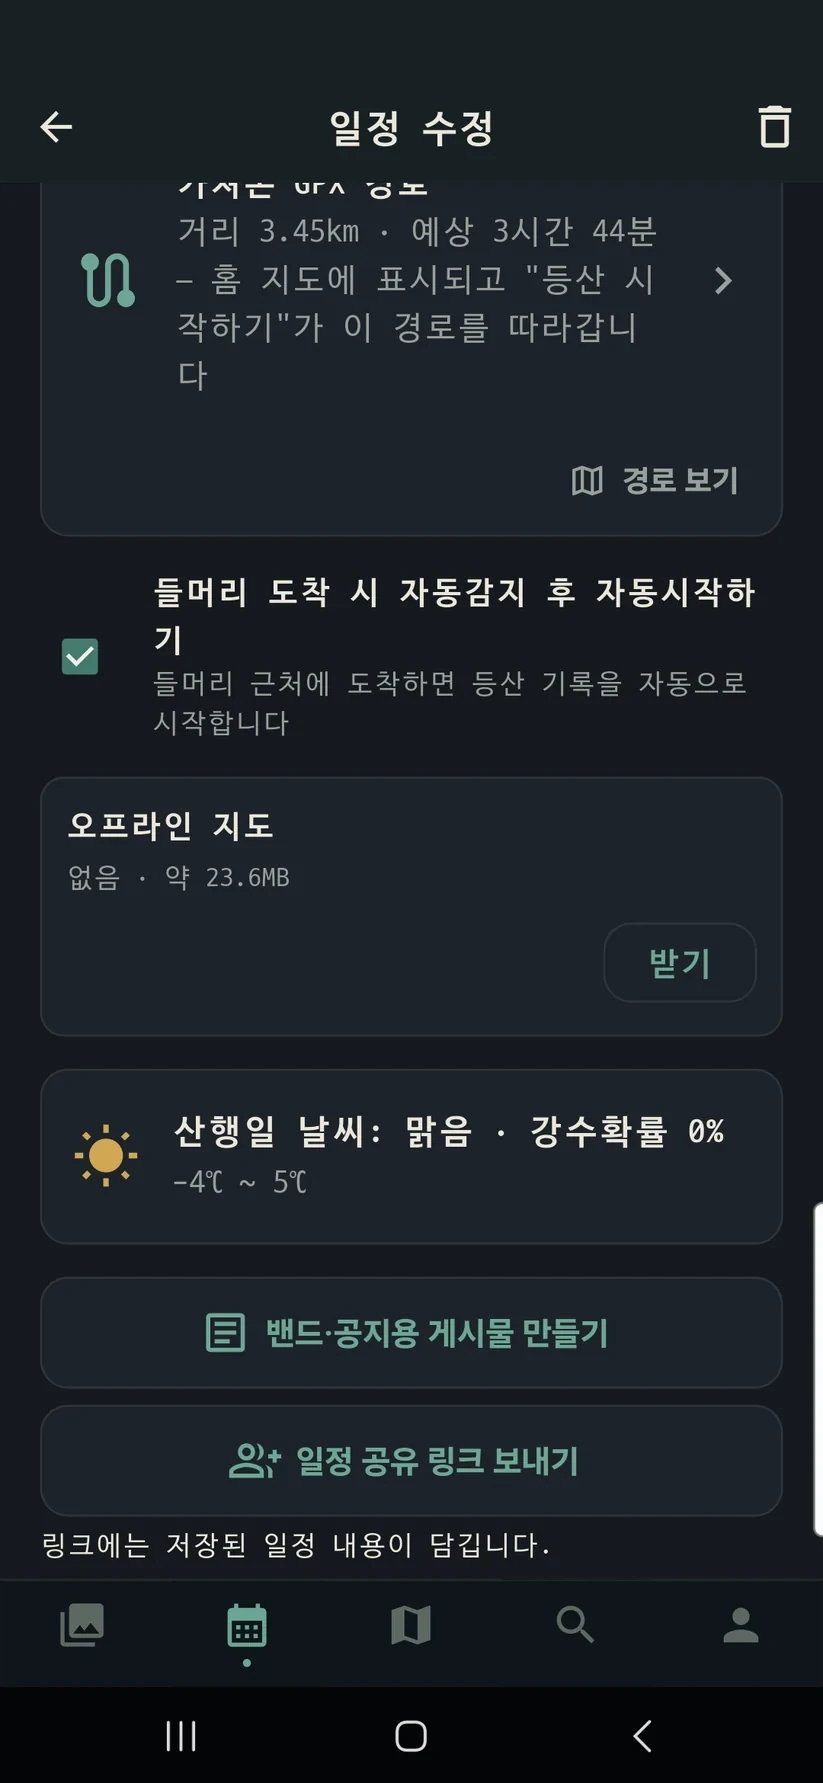 일정 수정
가져온 GPX 경로
거리 3.45km · 예상 3시간 44분
– 홈 지도에 표시되고 "등산 시
작하기"가 이 경로를 따라갑니
다
경로 보기
들머리 도착 시 자동감지 후 자동시작하
기
들머리 근처에 도착하면 등산 기록을 자동으로
시작합니다
오프라인 지도
없음 · 약 23.6MB
받기
산행일 날씨: 맑음 · 강수확률 0%
-4℃ ~ 5℃
밴드·공지용 게시물 만들기
일정 공유 링크 보내기
링크에는 저장된 일정 내용이 담깁니다.